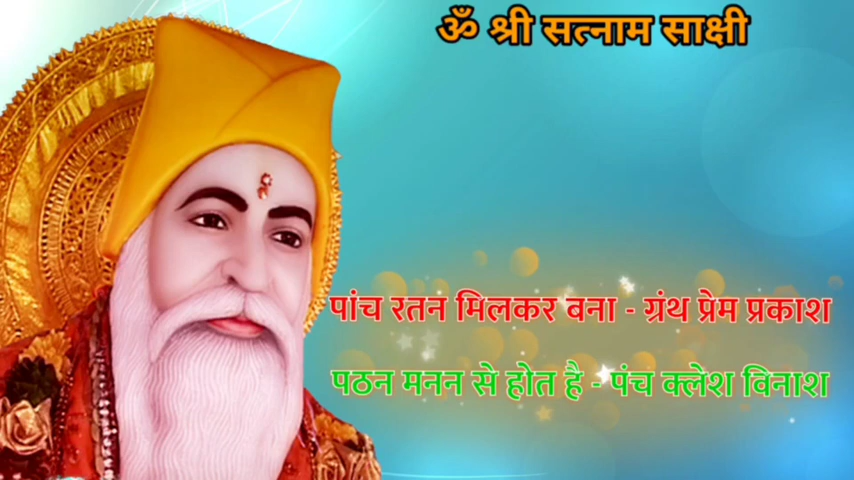 ॐ श्री सत्नाम साक्षी
पांच रतन मिलकर बना - ग्रंथ प्रेम प्रकाश
पठन मनन से होत है - पंच क्लेश विनाश